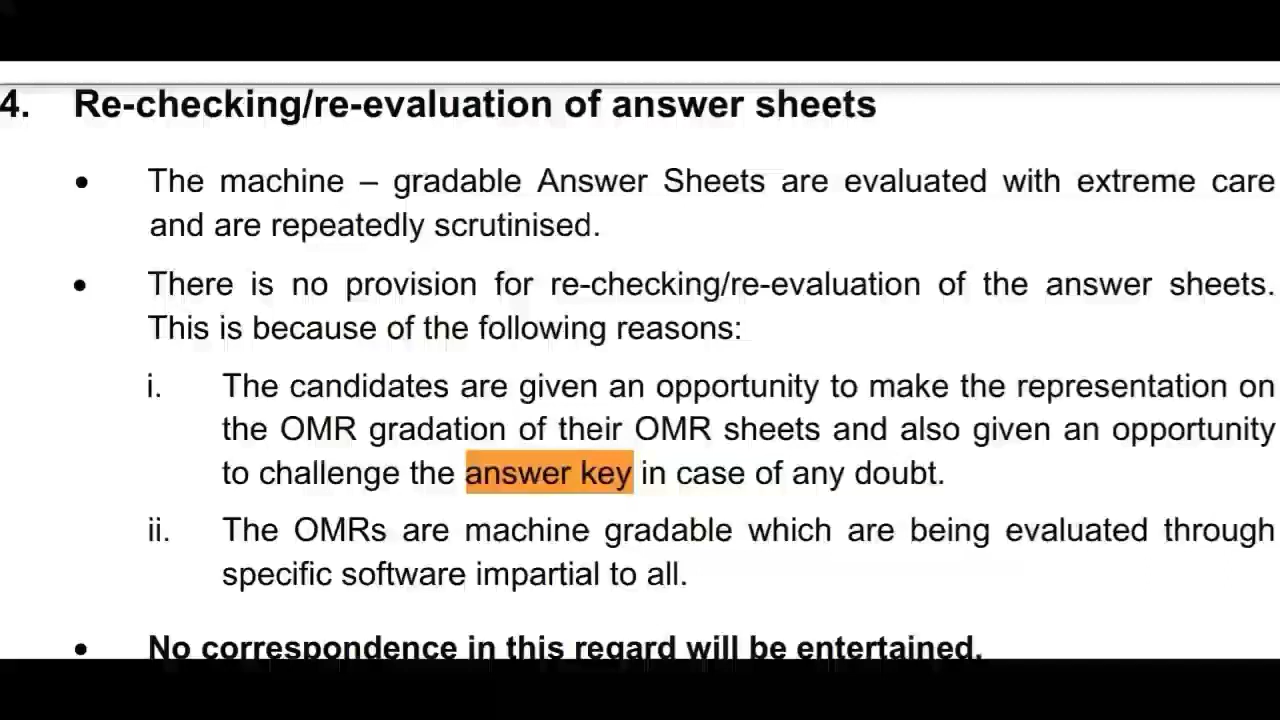 4. Re-checking/re-evaluation of answer sheets
• The machine – gradable Answer Sheets are evaluated with extreme care
and are repeatedly scrutinised.
• There is no provision for re-checking/re-evaluation of the answer sheets.
This is because of the following reasons:
i. The candidates are given an opportunity to make the representation on
the OMR gradation of their OMR sheets and also given an opportunity
to challenge the answer key in case of any doubt.
ii. The OMRs are machine gradable which are being evaluated through
specific software impartial to all.
• No correspondence in this regard will be entertained.